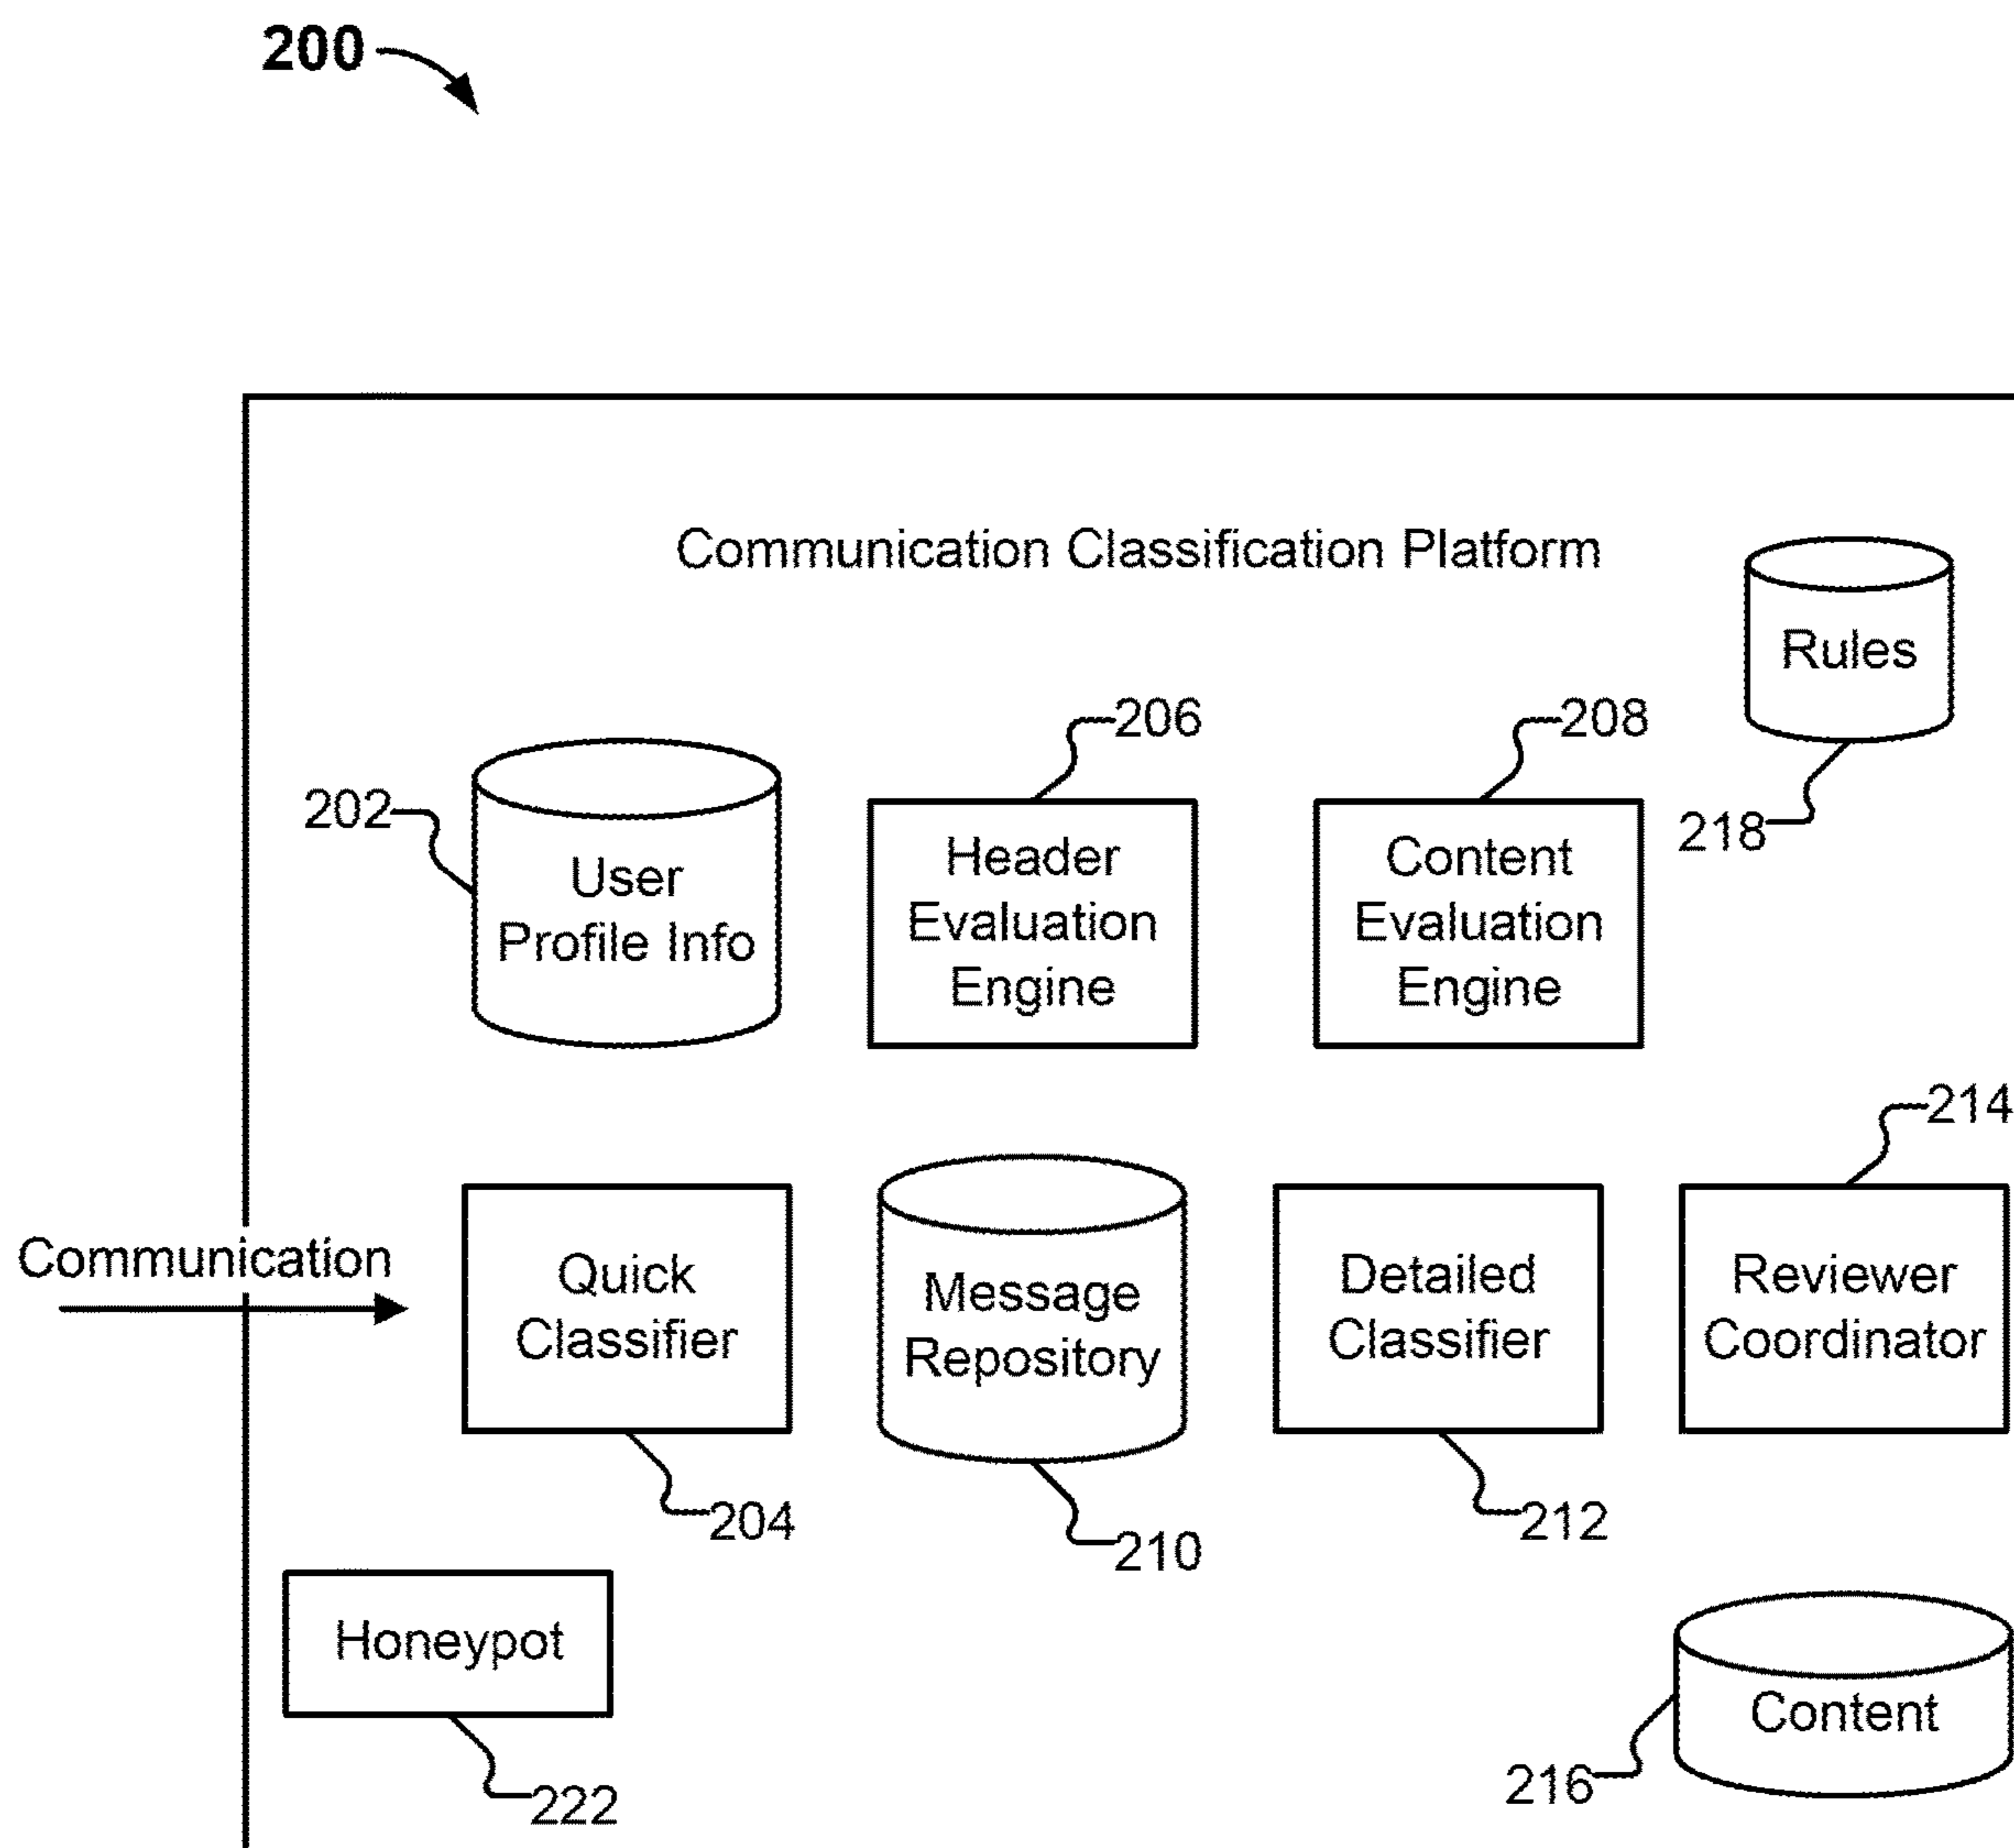 200
Communication Classification Platform
Rules
218
202
User
Profile Info
206
Header
Evaluation
Engine
208
Content
Evaluation
Engine
214
Communication
Quick
Classifier
204
Message
Repository
210
Detailed
Classifier
212
Reviewer
Coordinator
Honeypot
222
Content
216